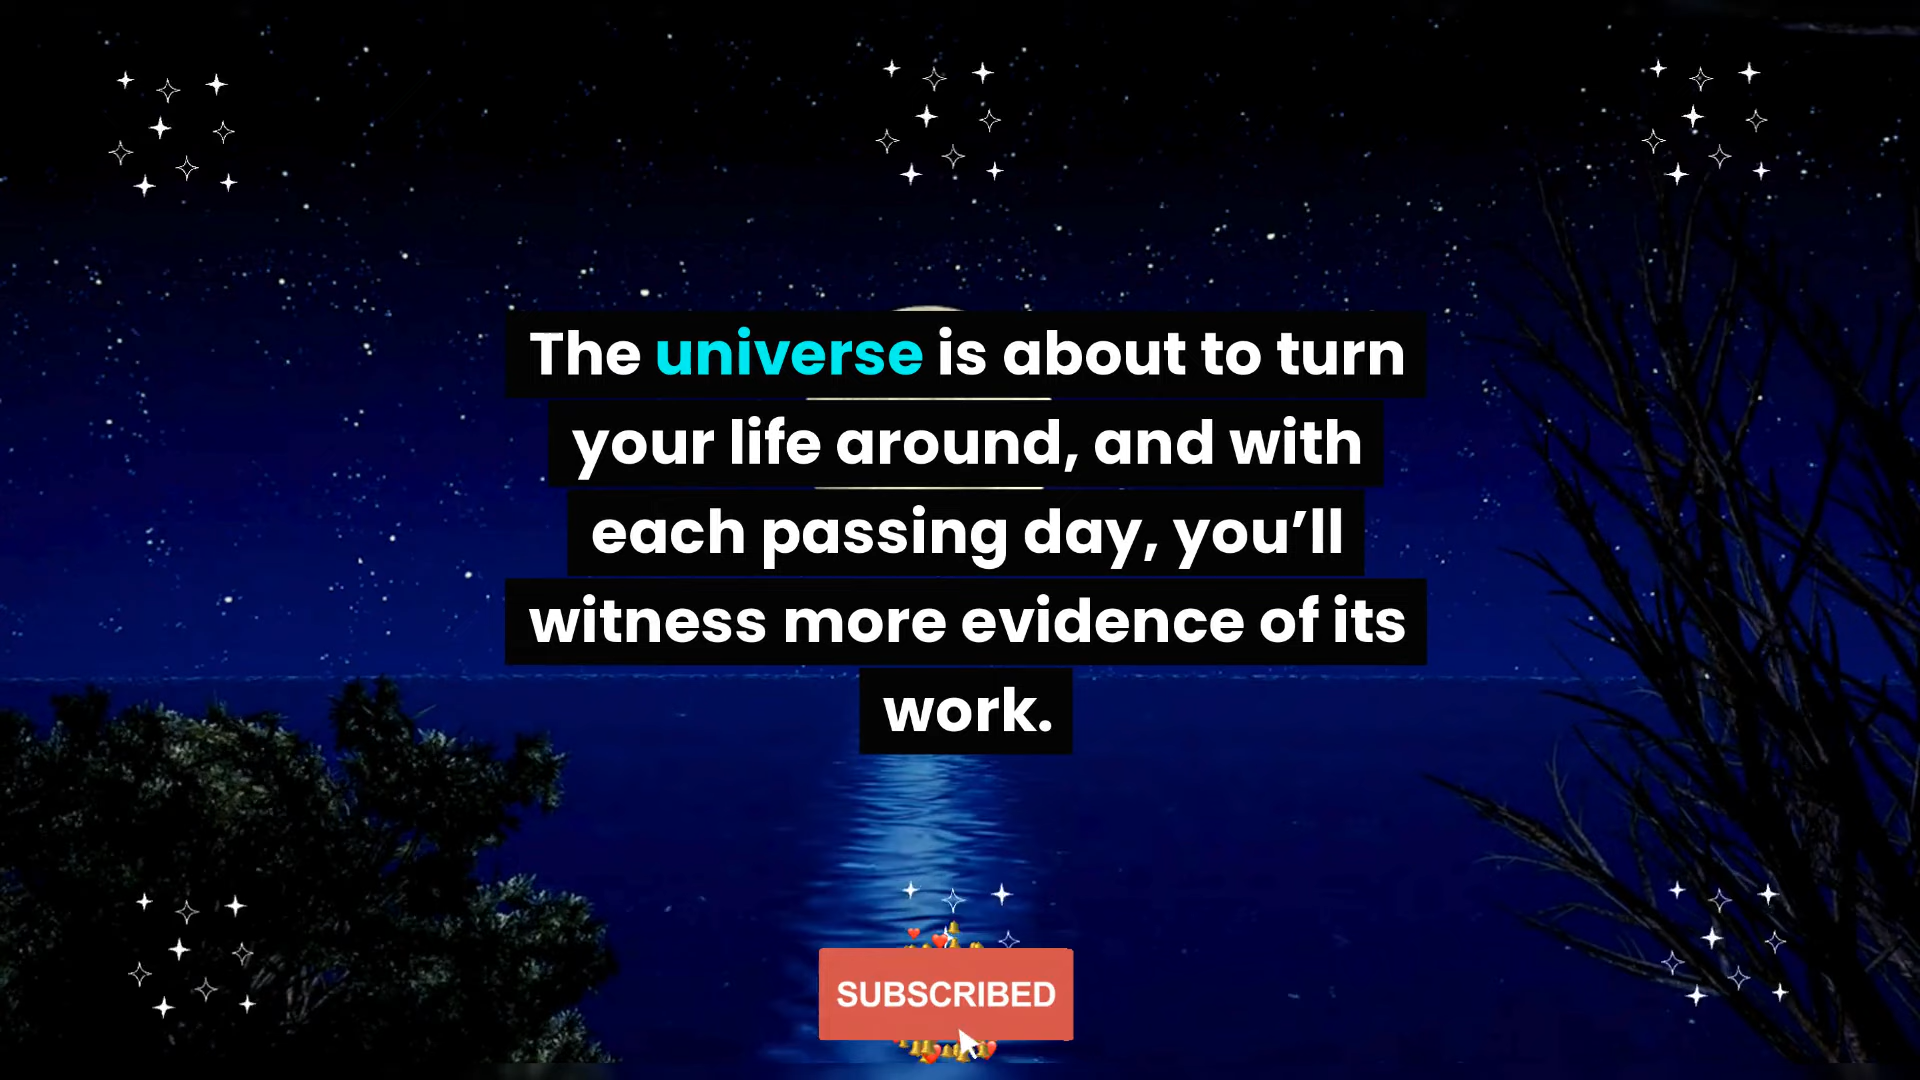 The universe is about to turn
your life around, and with
each passing day, you’ll
witness more evidence of its
work.
SUBSCRIBED